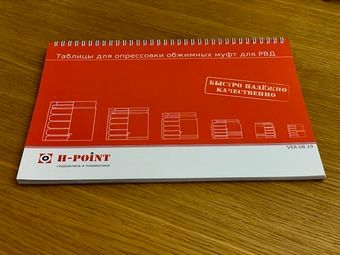 Таблицы для опрессовки обжимных муфт для РВД
БЫСТРО НАДЁЖНО
КАЧЕСТВЕННО
H-POINT
гидравлика и пневматика
VER 08.19